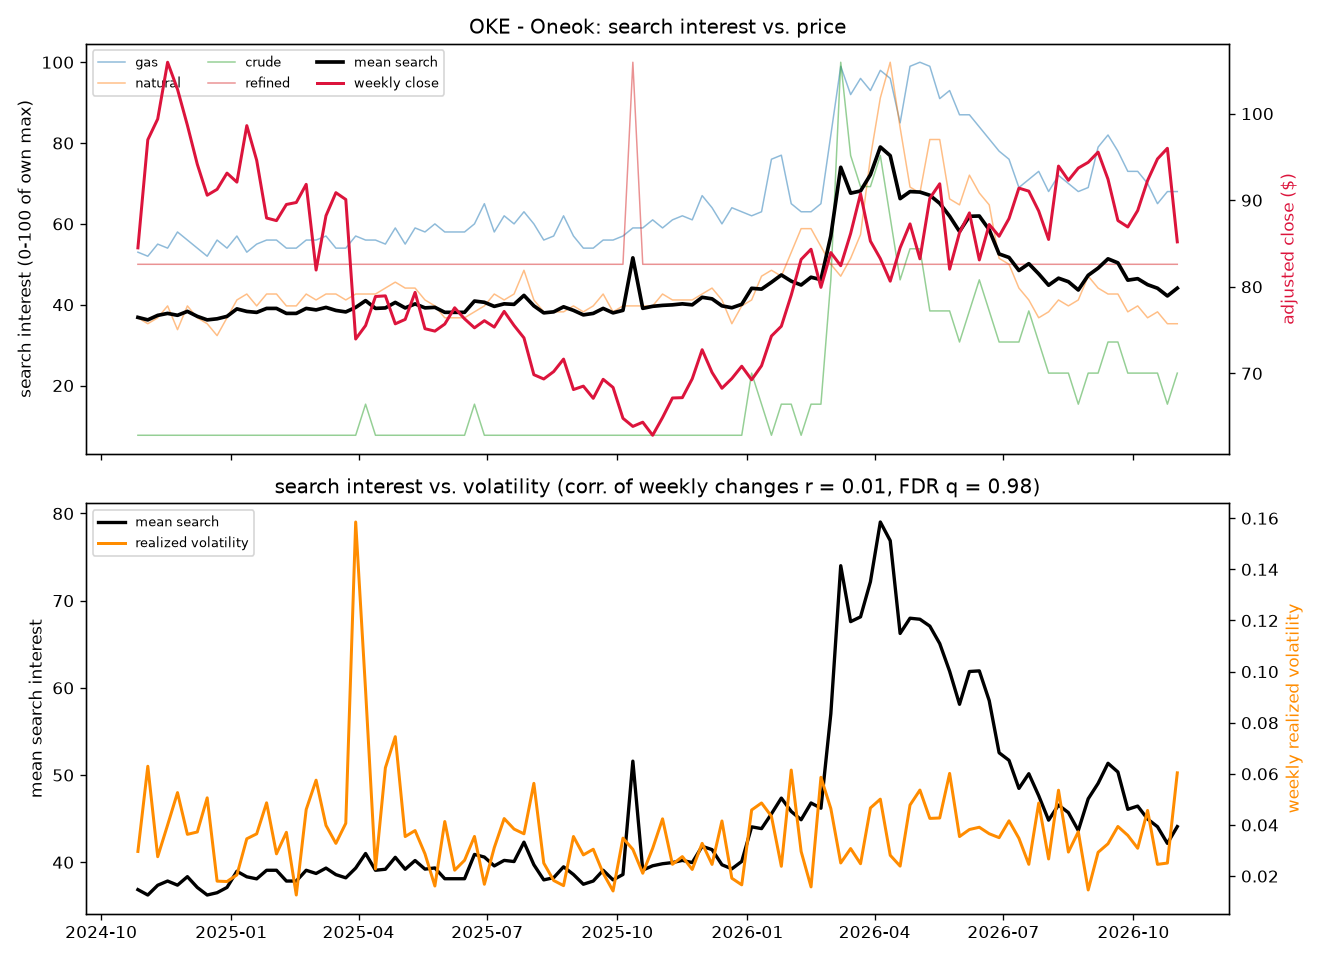 OKE - Oneok: search interest vs. price
gas
natural
crude
refined
mean search
weekly close
100
80
60
40
20
search interest (0-100 of own max)
100
90
80
70
adjusted close ($)
search interest vs. volatility (corr. of weekly changes r = 0.01, FDR q = 0.98)
mean search
realized volatility
80
70
60
50
40
mean search interest
0.16
0.14
0.12
0.10
0.08
0.06
0.04
0.02
weekly realized volatility
2024-10
2025-01
2025-04
2025-07
2025-10
2026-01
2026-04
2026-07
2026-10